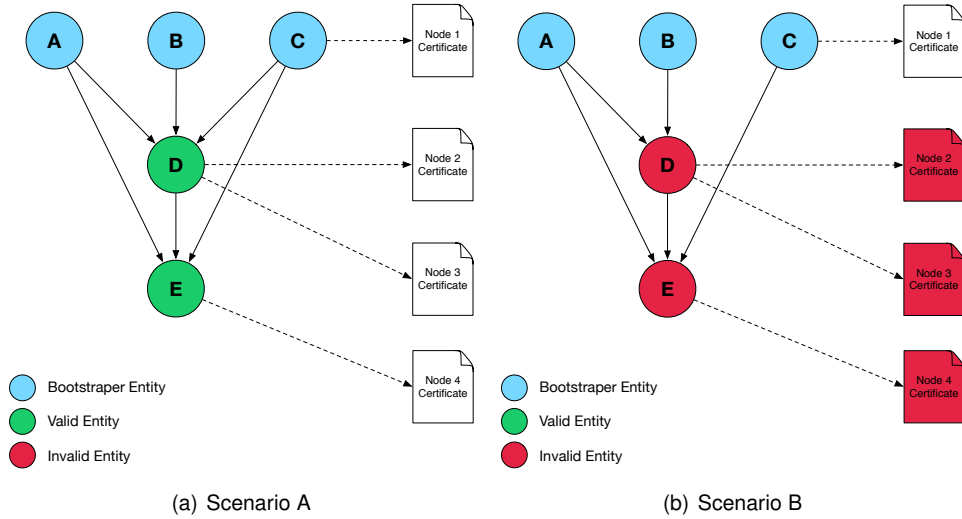 A
B
C
Node 1
Certificate
D
Node 2
Certificate
E
Node 3
Certificate
Node 4
Certificate
Bootstraper Entity
Valid Entity
Invalid Entity
(a) Scenario A
A
B
C
Node 1
Certificate
D
Node 2
Certificate
E
Node 3
Certificate
Node 4
Certificate
Bootstraper Entity
Valid Entity
Invalid Entity
(b) Scenario B